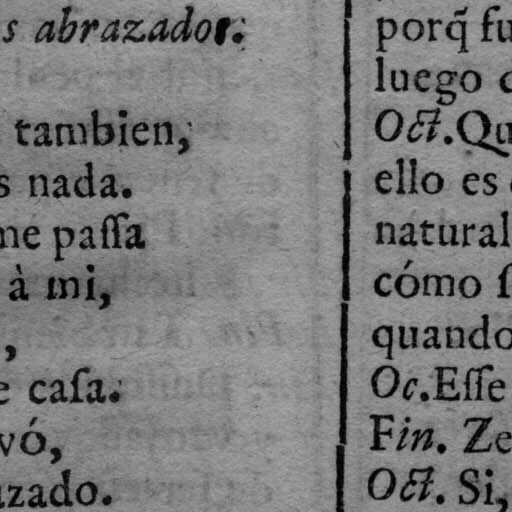 s abrazador.
tambien,
s nada.
me paſſa
à mi,
,
e caſa.
vó,
azado.
porq̃ fu
luego
Oct. Qu
ello es
natural
cómo ſ
quando
Oc. Eſſe
Fin. Ze
Oct. Si,